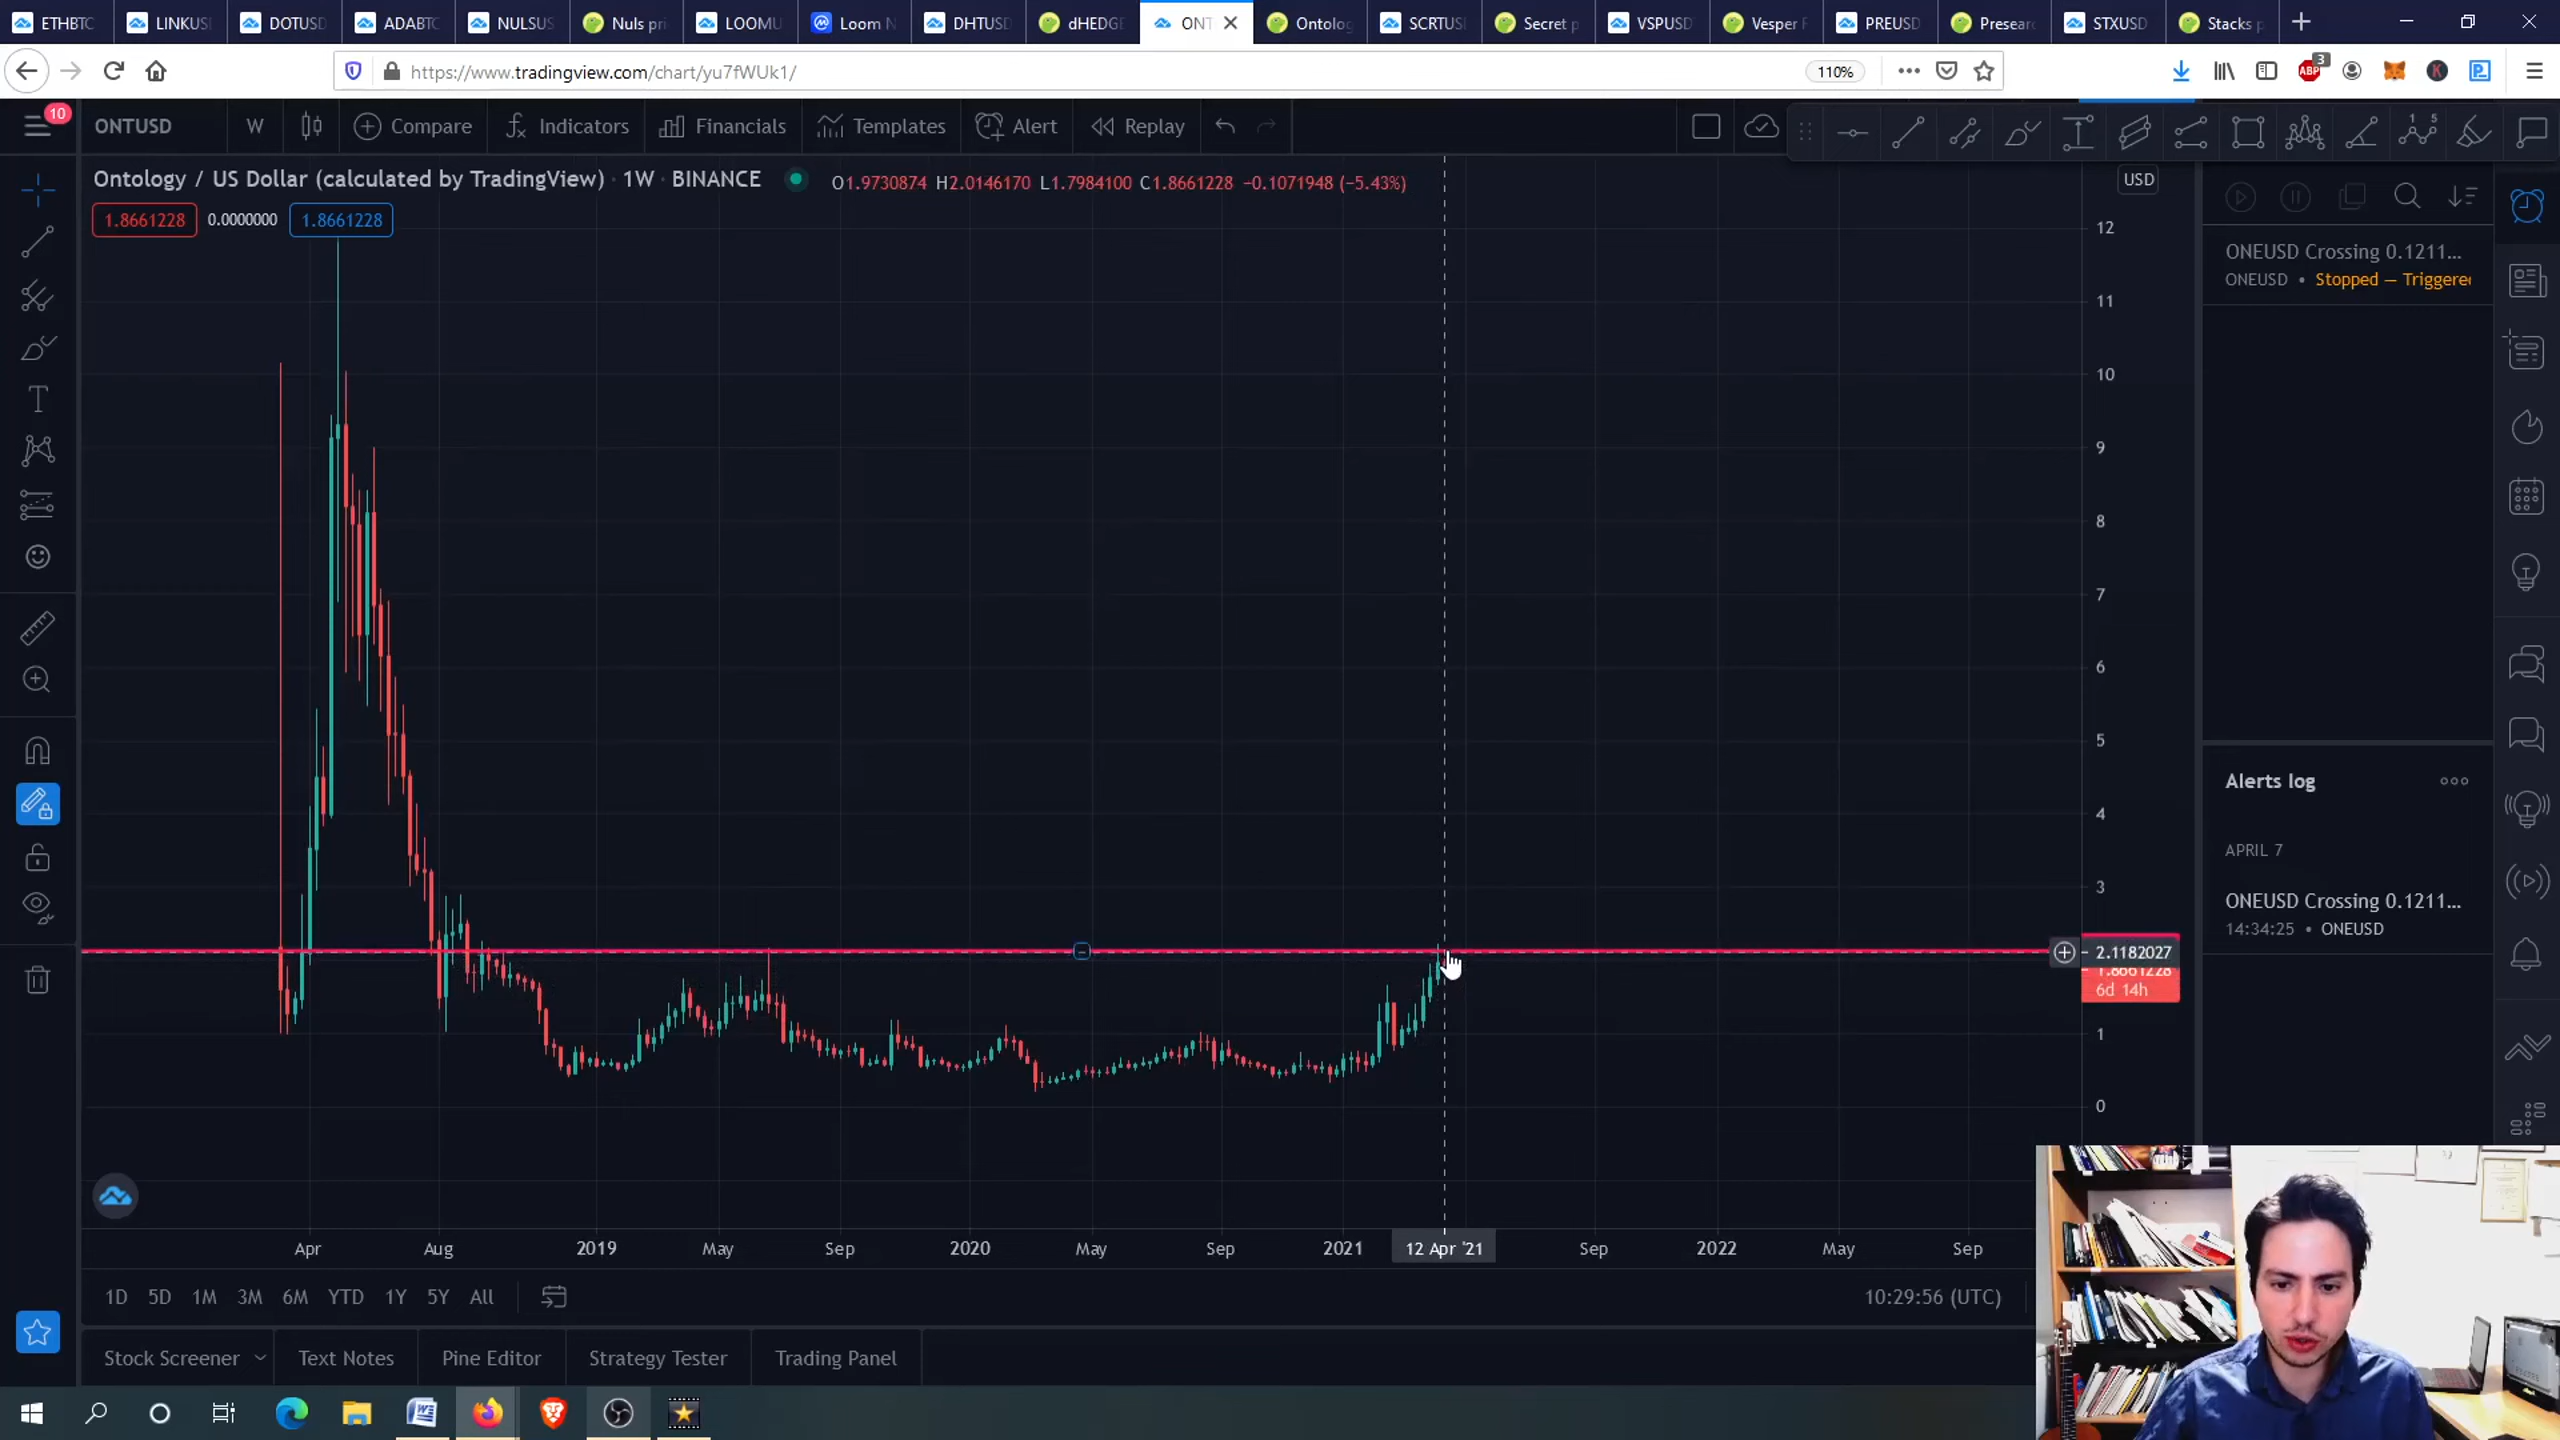 ETHBTC LINKUS DOTUSD ADABTC NULSUS Nuls pri LOOMU Loom N DHTUSD dHEDGE ONT Ontolog SCRTUS Secret p VSPUSD Vesper F PREUSD Presear STXUSD Stacks p
https://www.tradingview.com/chart/yu7fWUk1/ 110% ABP 3
10 ONTUSD W Compare Indicators Financials Templates Alert Replay
Ontology / US Dollar (calculated by TradingView) · 1W · BINANCE O1.9730874 H2.0146170 L1.7984100 C1.8661228 −0.1071948 (−5.43%) USD
1.8661228 0.0000000 1.8661228
12
11
10
9
8
7
6
5
4
3
2.1182027
1.8661228
6d 14h
1
0
ONEUSD Crossing 0.1211...
ONEUSD • Stopped — Triggered
Alerts log
APRIL 7
ONEUSD Crossing 0.1211...
14:34:25 • ONEUSD
Apr Aug 2019 May Sep 2020 May Sep 2021 12 Apr '21 Sep 2022 May Sep
1D 5D 1M 3M 6M YTD 1Y 5Y All 10:29:56 (UTC)
Stock Screener Text Notes Pine Editor Strategy Tester Trading Panel